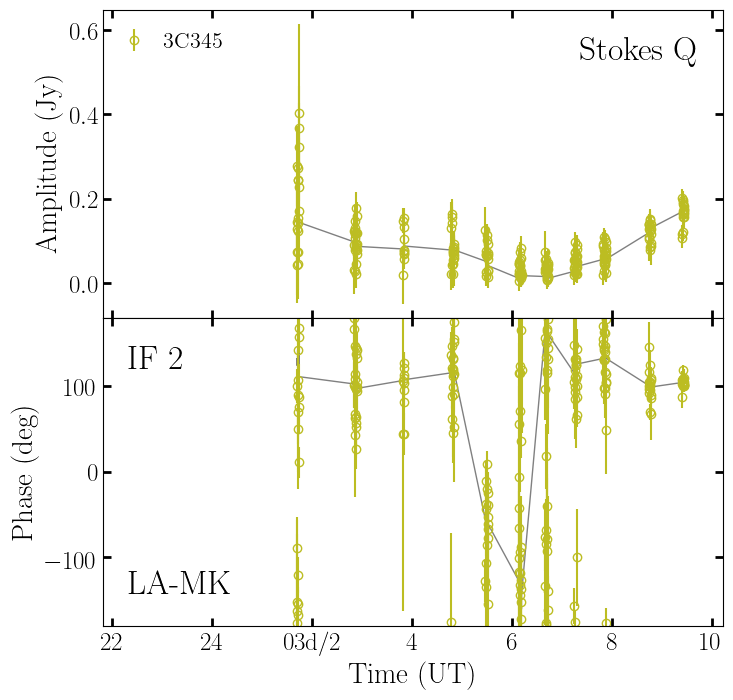 3C345
Stokes Q
0.6
0.4
0.2
0.0
Amplitude (Jy)
IF 2
100
0
−100
Phase (deg)
LA-MK
22 24 03d/2 4 6 8 10
Time (UT)